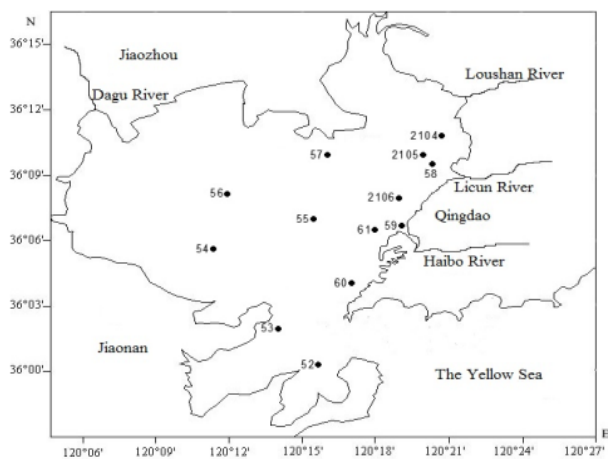 N
36°15'
Jiaozhou
Loushan River
36°12'
Dagu River
2104
57
2105
36°09'
58
Licun River
56
2106
Qingdao
55
59
61
36°06'
54
Haibo River
60
36°03'
53
Jiaonan
52
36°00'
The Yellow Sea
E
120°06' 120°09' 120°12' 120°15' 120°18' 120°21' 120°24' 120°27'